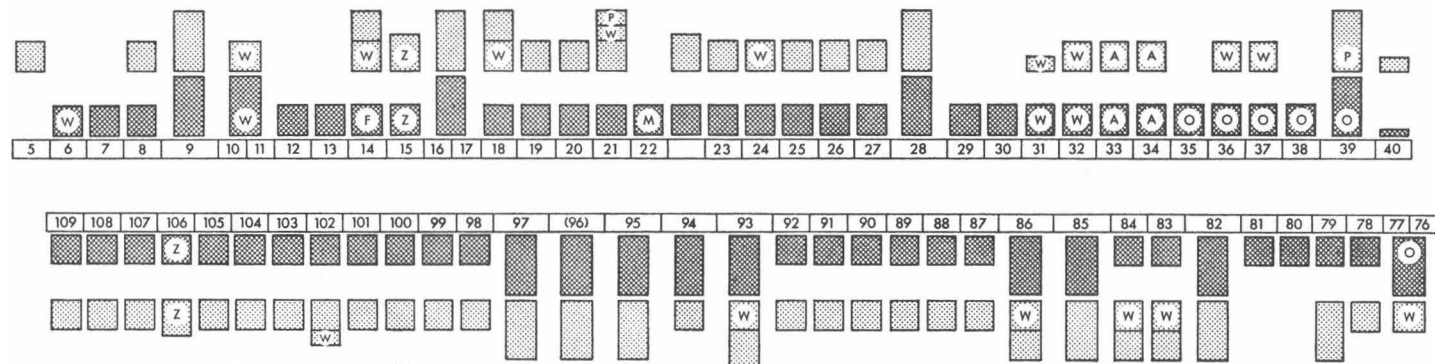 P
W
W W Z W W W W A A W W P
W W F Z M W W A A O O O O O
5 6 7 8 9 10 11 12 13 14 15 16 17 18 19 20 21 22 23 24 25 26 27 28 29 30 31 32 33 34 35 36 37 38 39 40
109 108 107 106 105 104 103 102 101 100 99 98 97 (96) 95 94 93 92 91 90 89 88 87 86 85 84 83 82 81 80 79 78 77 76
Z O
Z W W W W W
W